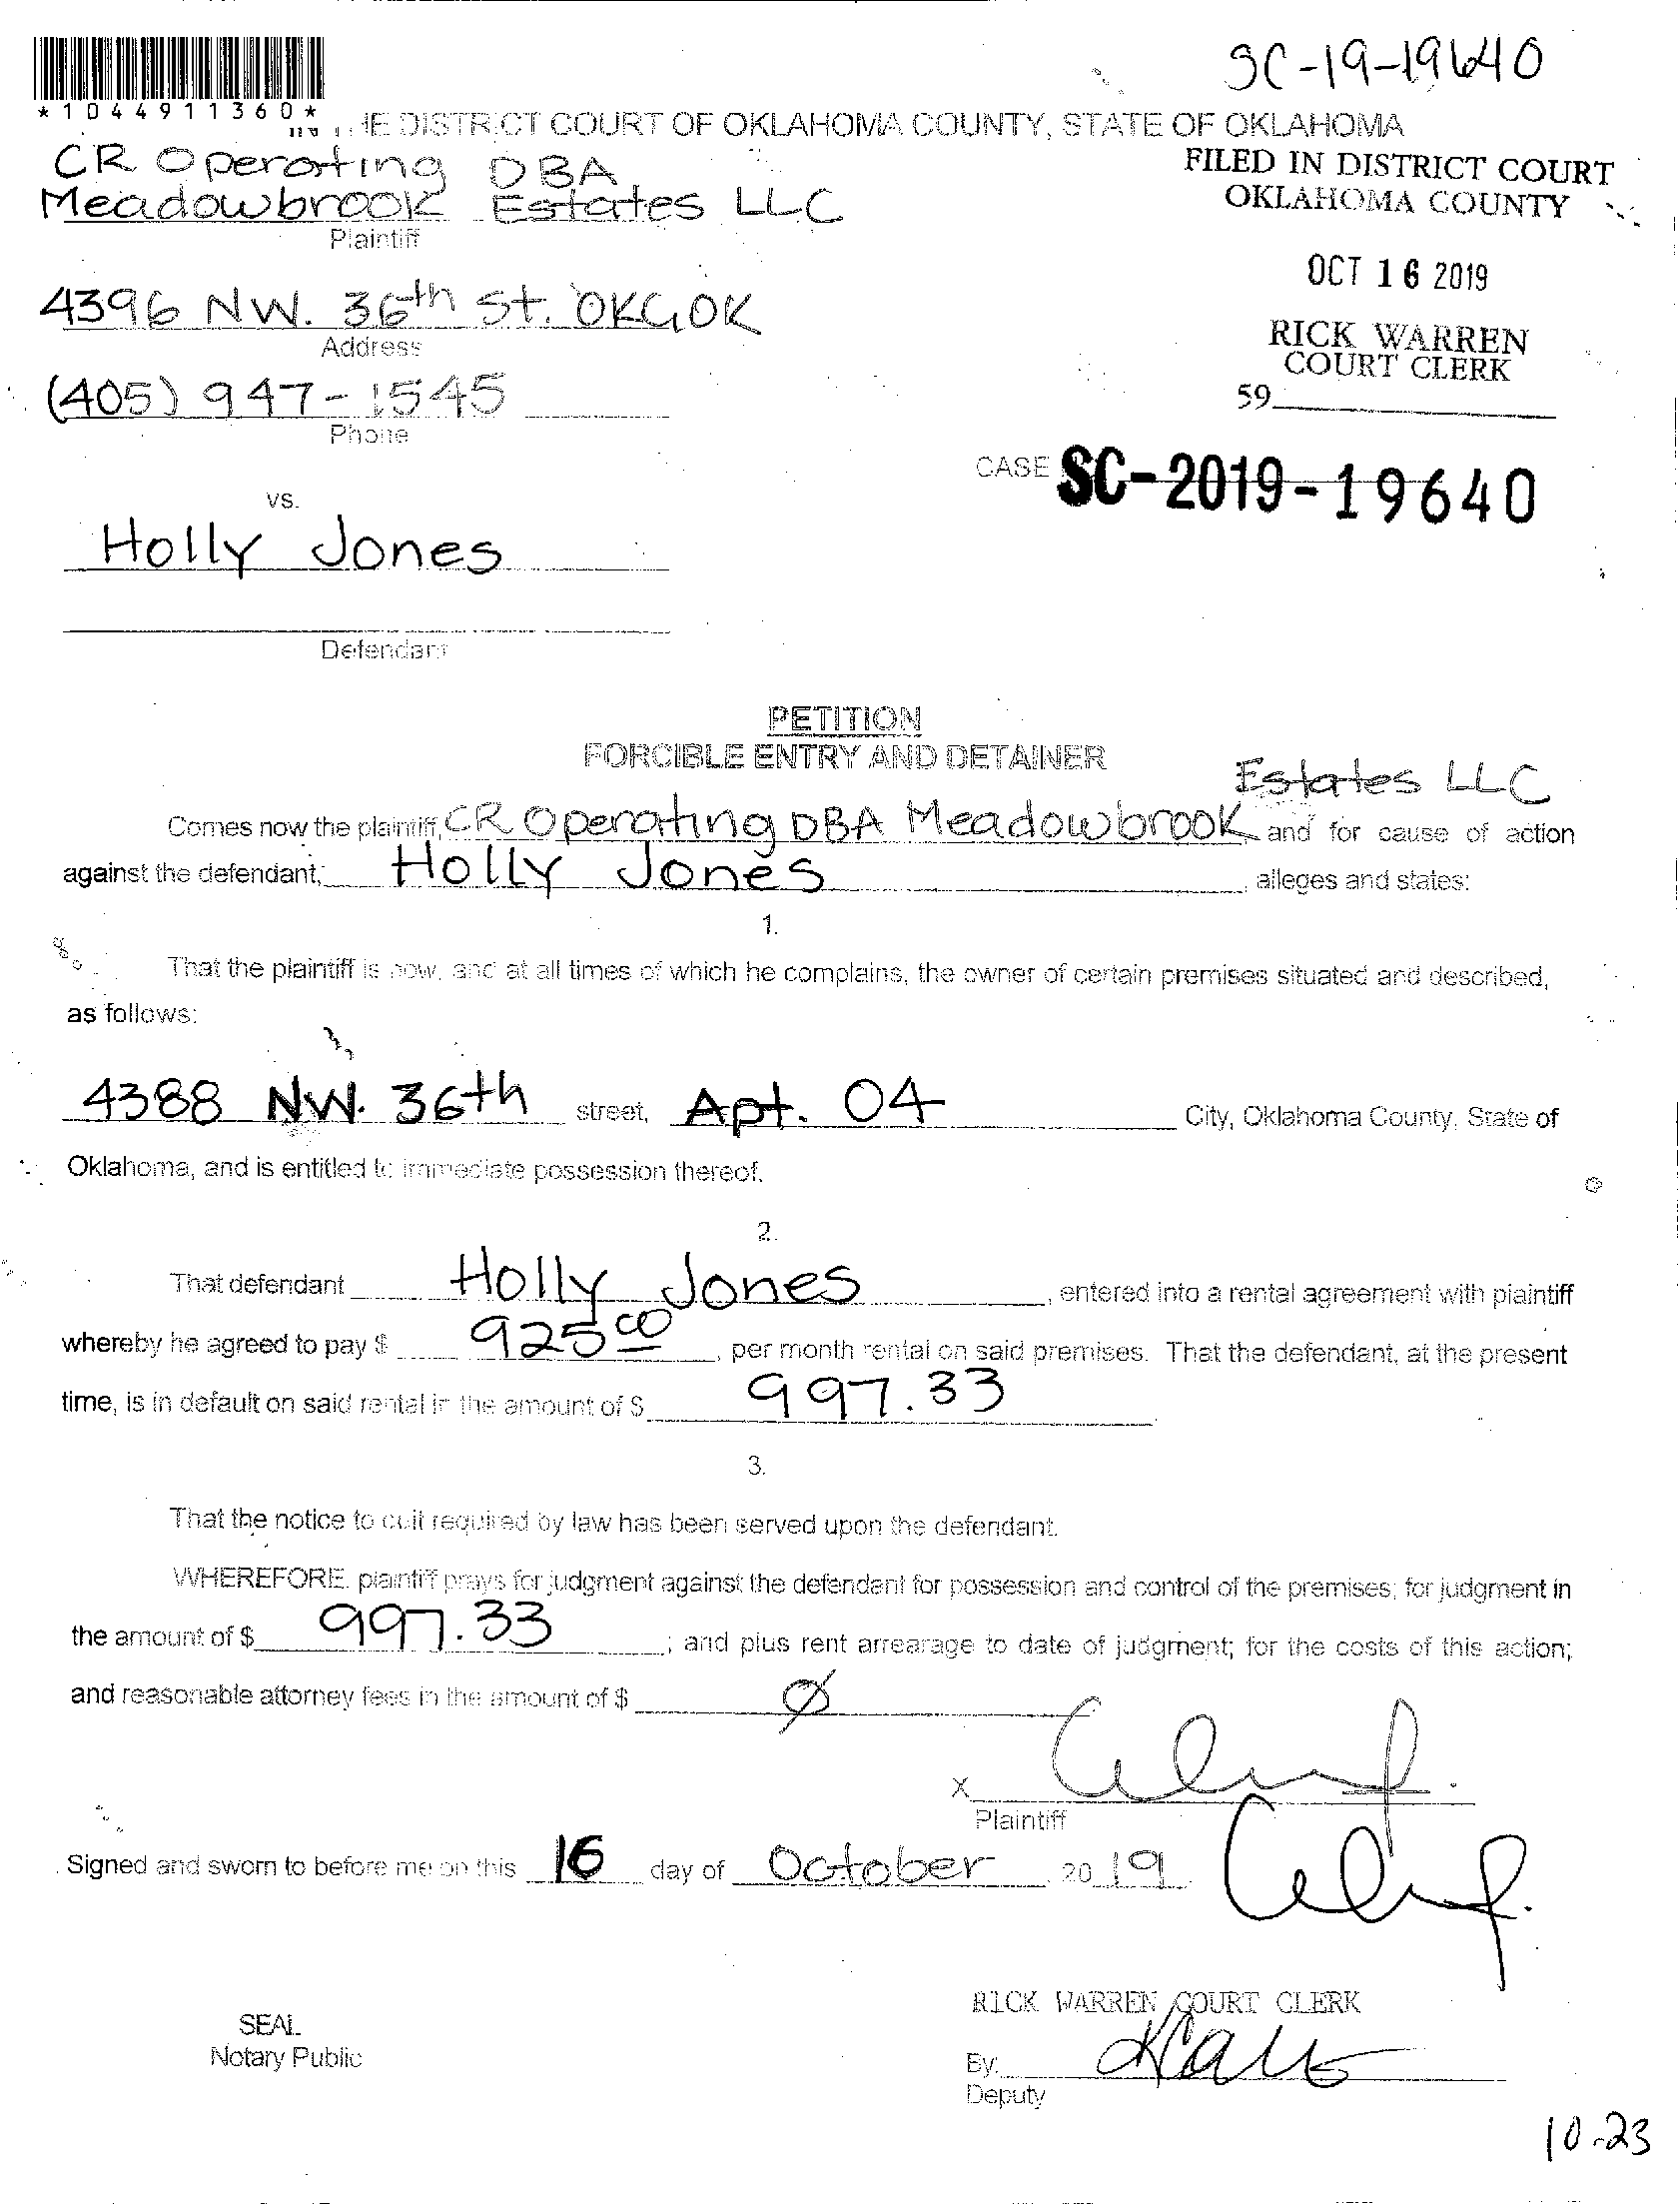 SC-19-19640
*1044911360*
IN THE DISTRICT COURT OF OKLAHOMA COUNTY, STATE OF OKLAHOMA
CR Operating DBA
Meadowbrook Estates LLC
Plaintiff
FILED IN DISTRICT COURT
OKLAHOMA COUNTY
OCT 16 2019
RICK WARREN
COURT CLERK
59
4396 NW. 36th St. OKC, OK
Address
(405) 947-1545
Phone
CASE SC-2019-19640
vs.
Holly Jones
Defendant
PETITION
FORCIBLE ENTRY AND DETAINER
Estates LLC
Comes now the plaintiff, CR Operating DBA Meadowbrook and for cause of action
against the defendant, Holly Jones, alleges and states:
1.
That the plaintiff is now, and at all times of which he complains, the owner of certain premises situated and described,
as follows:
4388 NW. 36th street, Apt. 04 City, Oklahoma County, State of
Oklahoma, and is entitled to immediate possession thereof.
2.
That defendant Holly Jones, entered into a rental agreement with plaintiff
whereby he agreed to pay $ 925.00, per month rental on said premises. That the defendant, at the present
time, is in default on said rental in the amount of $ 997.33
3.
That the notice to quit required by law has been served upon the defendant.
WHEREFORE, plaintiff prays for judgment against the defendant for possession and control of the premises; for judgment in
the amount of $ 997.33; and plus rent arrearage to date of judgment; for the costs of this action;
and reasonable attorney fees in the amount of $ Ø
X
Plaintiff
Signed and sworn to before me on this 16 day of October, 2019.
RICK WARREN COURT CLERK
SEAL
Notary Public
By:
Deputy
10-23